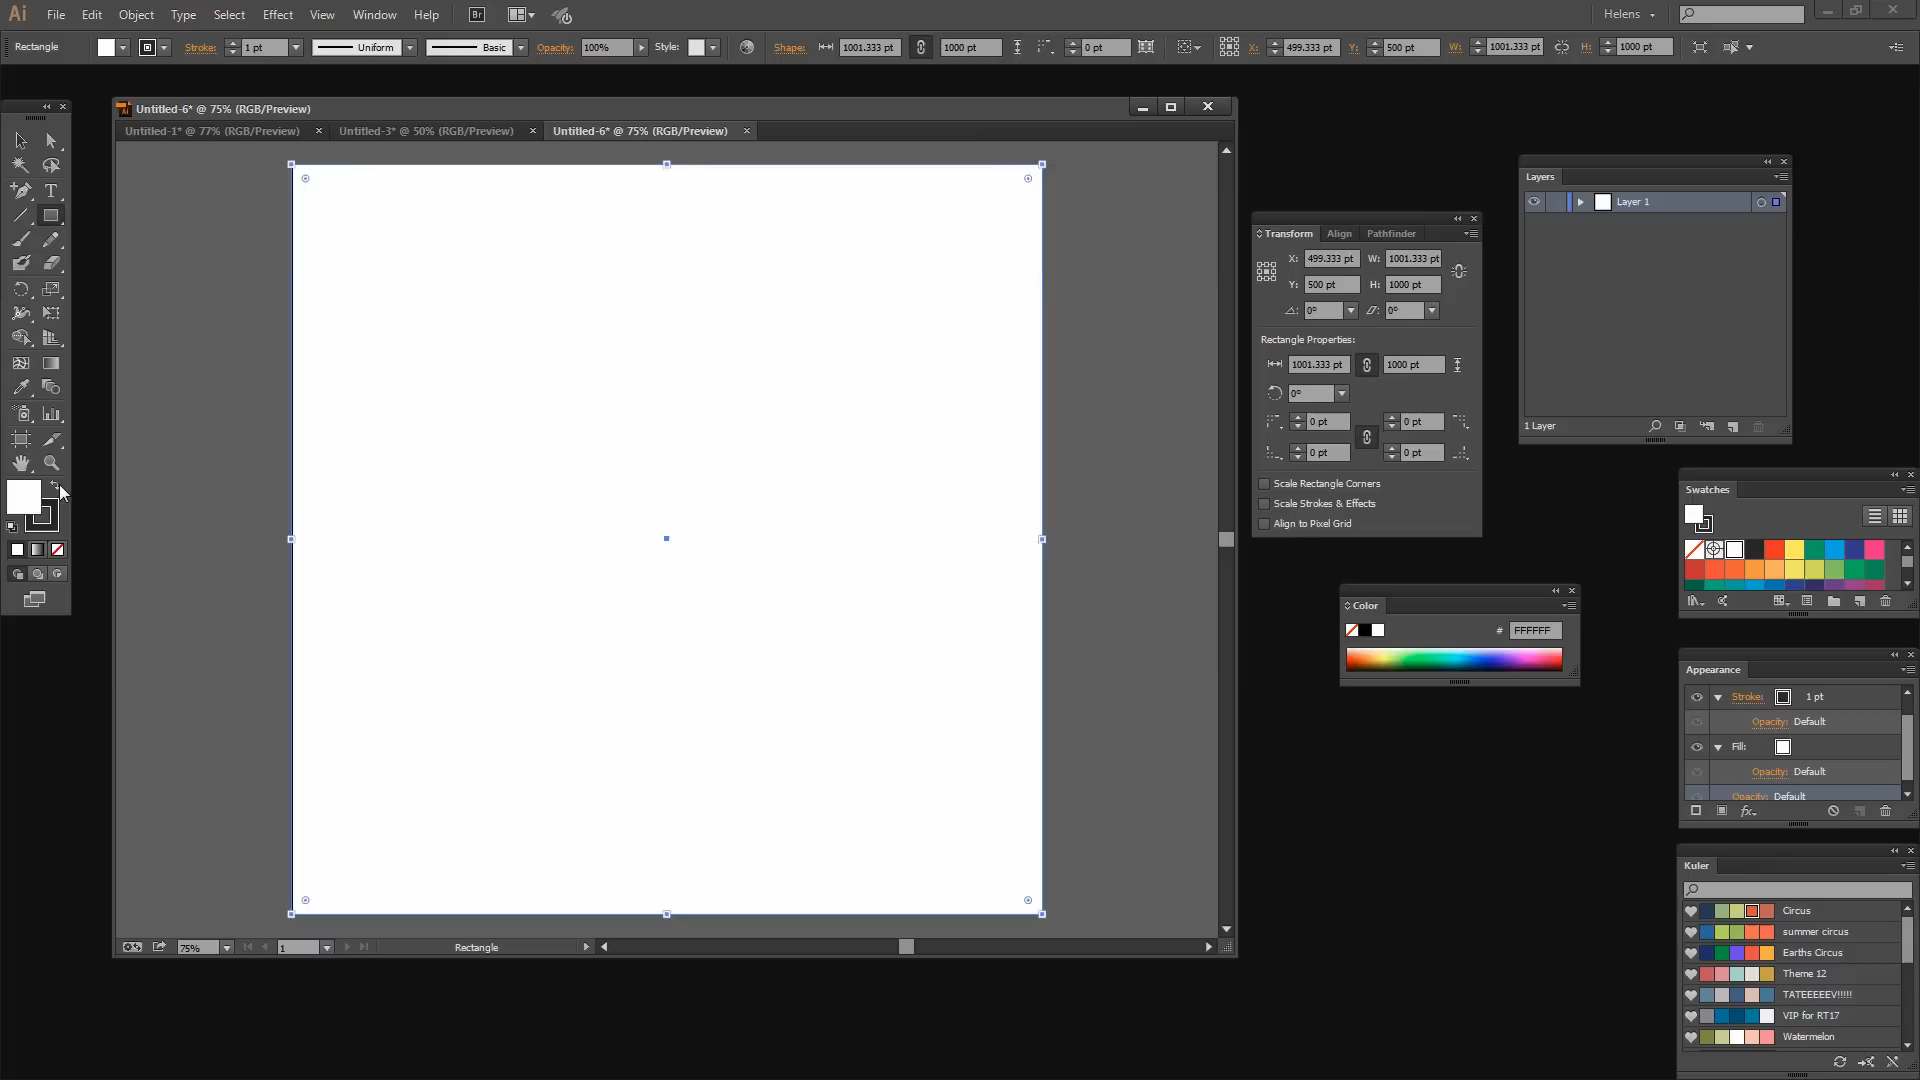 Ai File Edit Object Type Select Effect View Window Help Br Helens
Rectangle Stroke: 1 pt Uniform Basic Opacity: 100% Style: Shape: 1001.333 pt 1000 pt 0 pt X: 499.333 pt Y: 500 pt W: 1001.333 pt H: 1000 pt
Untitled-6* @ 75% (RGB/Preview)
Untitled-1* @ 77% (RGB/Preview) Untitled-3* @ 50% (RGB/Preview) Untitled-6* @ 75% (RGB/Preview)
75% 1 Rectangle
Transform Align Pathfinder
X: 499.333 pt W: 1001.333 pt
Y: 500 pt H: 1000 pt
0° 0°
Rectangle Properties:
1001.333 pt 1000 pt
0°
0 pt 0 pt
0 pt 0 pt
Scale Rectangle Corners
Scale Strokes & Effects
Align to Pixel Grid
Layers
Layer 1
1 Layer
Color
# FFFFFF
Swatches
Appearance
Stroke: 1 pt
Opacity: Default
Fill:
Opacity: Default
Opacity: Default
fx
Kuler
Circus
summer circus
Earths Circus
Theme 12
TATEEEEEV!!!!!
VIP for RT17
Watermelon